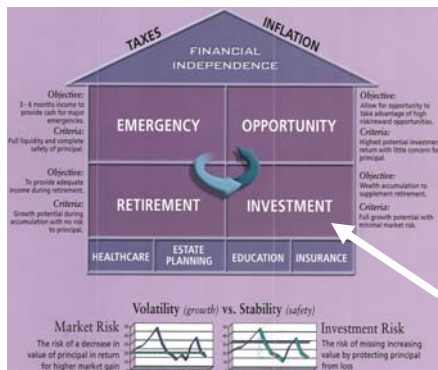 TAXES
INFLATION
FINANCIAL
INDEPENDENCE
Objective:
3 - 6 months income to
provide cash for major
emergencies.
Criteria:
Full liquidity and complete
safety of principal.
EMERGENCY
OPPORTUNITY
Objective:
Allow for opportunity to
take advantage of high
risk/reward opportunities.
Criteria:
Highest potential investment
return with little concern for
principal.
Objective:
To provide adequate
income during retirement.
Criteria:
Growth potential during
accumulation with no risk
to principal.
RETIREMENT
INVESTMENT
Objective:
Wealth accumulation to
supplement retirement.
Criteria:
Full growth potential with
minimal market risk.
HEALTHCARE
ESTATE
PLANNING
EDUCATION
INSURANCE
Volatility (growth) vs. Stability (safety)
Market Risk
The risk of a decrease in
value of principal in return
for higher market gain
Investment Risk
The risk of missing increasing
value by protecting principal
from loss